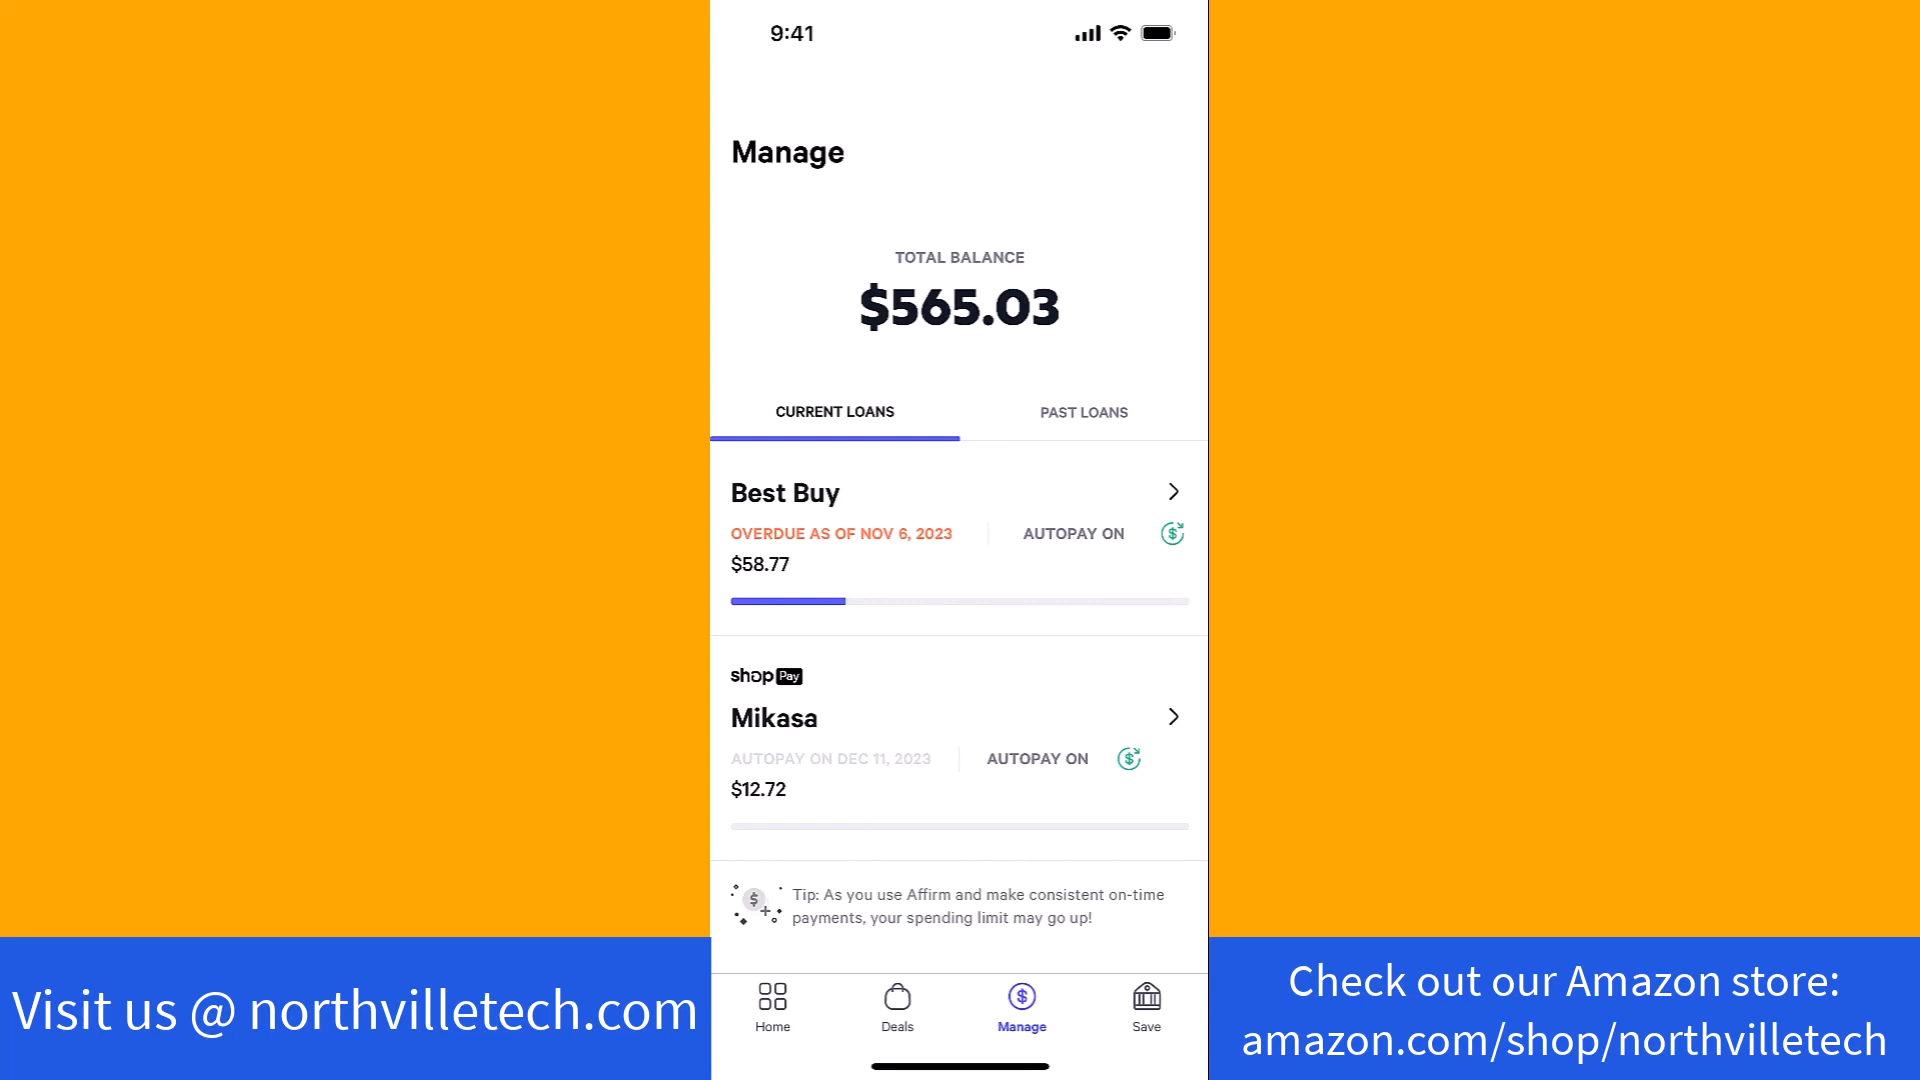 9:41
Manage
TOTAL BALANCE
$565.03
CURRENT LOANS
PAST LOANS
Best Buy
OVERDUE AS OF NOV 6, 2023
AUTOPAY ON
$
$58.77
shop Pay
Mikasa
AUTOPAY ON DEC 11, 2023
AUTOPAY ON
$
$12.72
$
Tip: As you use Affirm and make consistent on-time
payments, your spending limit may go up!
$
Home
Deals
Manage
Save
Visit us @ northvilletech.com
Check out our Amazon store:
amazon.com/shop/northvilletech